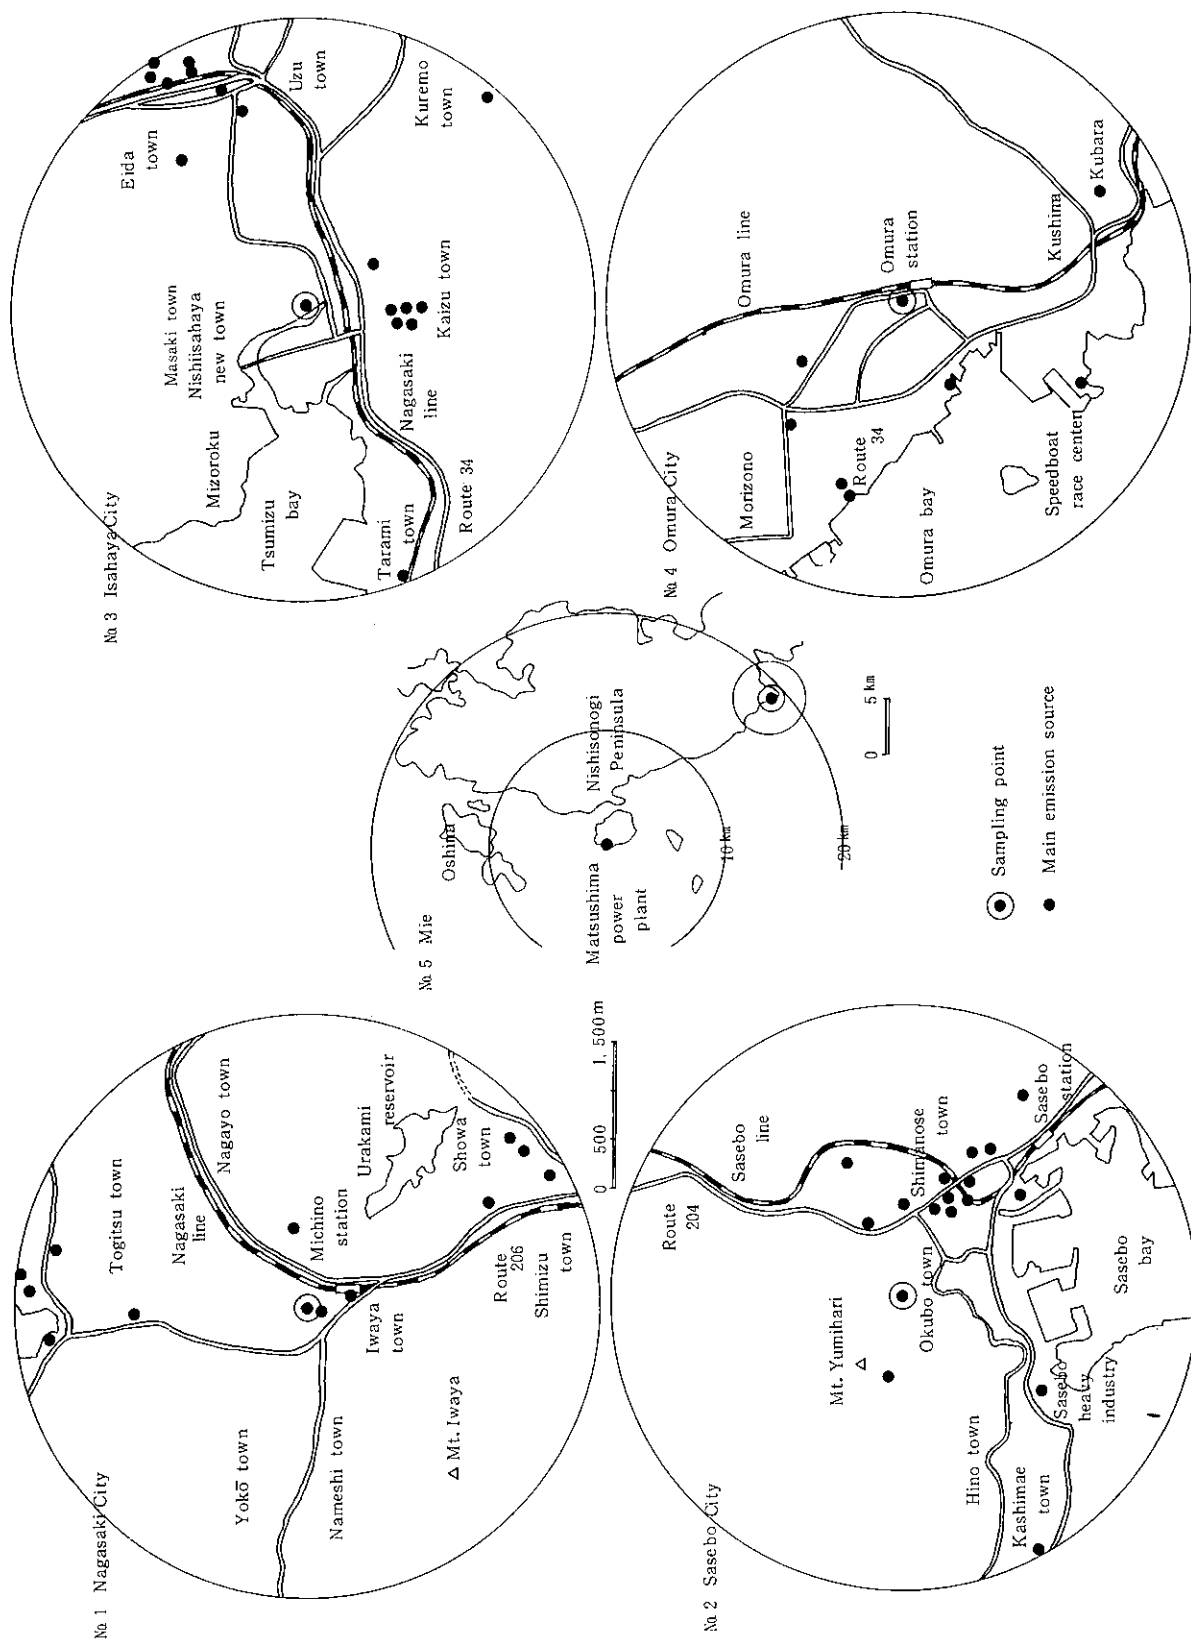 № 1 Nagasaki City
Togitsu town
Nagasaki
line
Nagayo town
Michino
station
Urakami
reservoir
Showa
town
Yokō town
Nameshi town
Iwaya
town
Route
206
Shimizu
town
Mt. Iwaya
0 500 1,500m
№ 2 Sasebo City
Route
204
Sasebo
line
Shimanose
town
Mt. Yumihari
Okubo town
Sasebo
station
Hino town
Kashimae
town
Sasebo
heavy
industry
Sasebo
bay
№ 3 Isahaya City
Eida
town
Uzu
town
Kuremo
town
Masaki town
Nishiisahaya
new town
Mizoroku
Tsumizu
bay
Kaizu town
Nagasaki
line
Tarami
town
Route 34
№ 4 Omura City
Omura line
Omura
station
Kushima
Kubara
Morizono
Route
34
Omura bay
Speedboat
race center
№ 5 Mie
Oshima
Nishisonogi
Peninsula
Matsushima
power
plant
10km
20km
0 5km
Sampling point
Main emission source